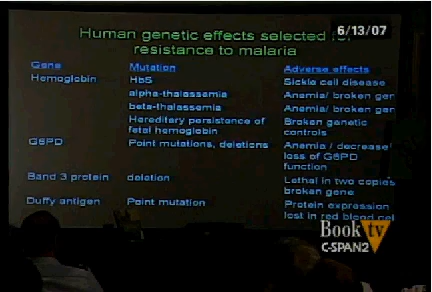 Human genetic effects selected for
6/13/07
resistance to malaria
Gene Mutation Adverse effects
Hemoglobin HbS Sickle cell disease
alpha-thalassemia Anemia/ broken gen
beta-thalassemia Anemia/ broken gen
Hereditary persistence of Broken genetic
fetal hemoglobin controls
G6PD Point mutations, deletions Anemia / decrease
loss of G6PD
function
Band 3 protein deletion Lethal in two copies
broken gene
Duffy antigen Point mutation Protein expression
lost in red blood cel
Book tv
C-SPAN2